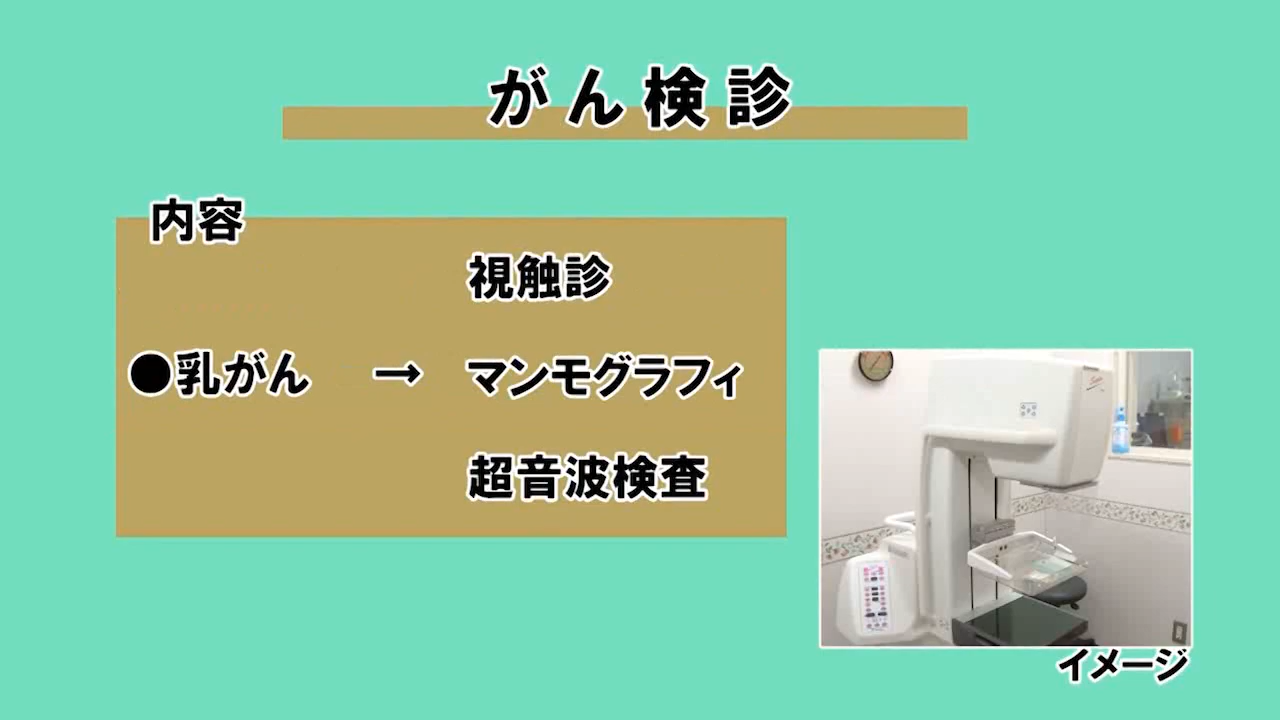 がん検診
内容
視触診
●乳がん → マンモグラフィ
超音波検査
イメージ